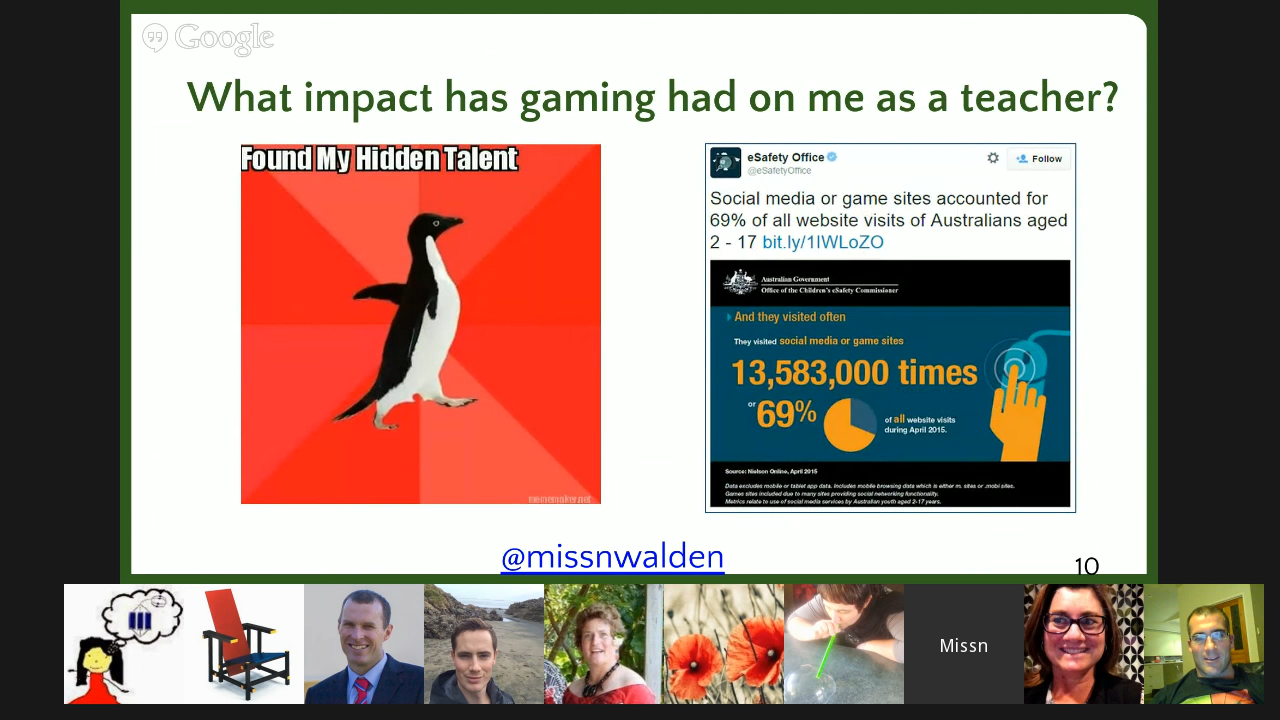 Google
What impact has gaming had on me as a teacher?
Found My Hidden Talent
mememaker.net
eSafety Office
@eSafetyOffice
Follow
Social media or game sites accounted for
69% of all website visits of Australians aged
2 - 17 bit.ly/1IWLoZO
Australian Government
Office of the Children's eSafety Commissioner
And they visited often
They visited social media or game sites
13,583,000 times
or 69%
of all website visits
during April 2015.
Source: Nielson Online, April 2015
Data excludes mobile or tablet app data. Includes mobile browsing data which is either m. sites or .mobi sites.
Games sites included due to many sites providing social networking functionality.
Metrics relate to use of social media services by Australian youth aged 2-17 years.
@missnwalden
10
Missn